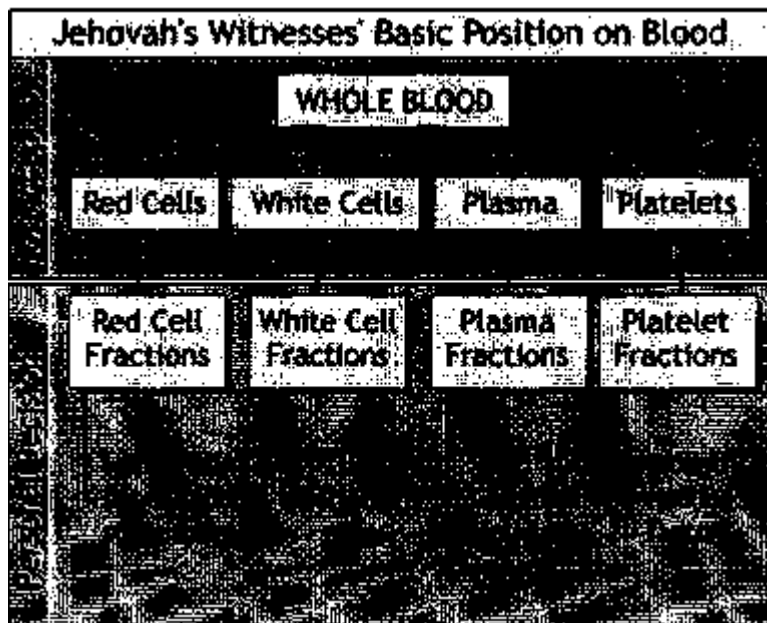 Jehovah's Witnesses' Basic Position on Blood
WHOLE BLOOD
Red Cells White Cells Plasma Platelets
Red Cell White Cell Plasma Platelet
Fractions Fractions Fractions Fractions